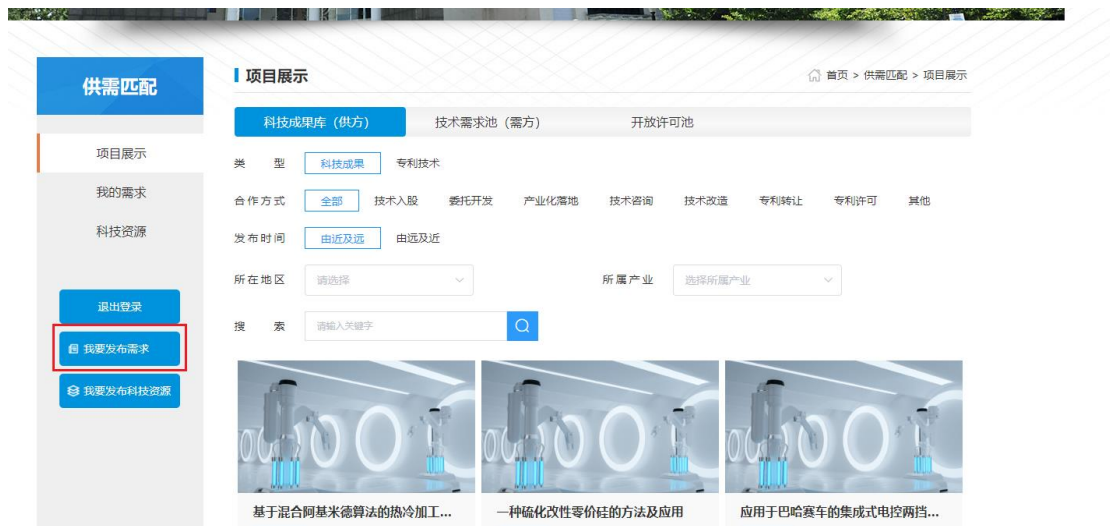 供需匹配
项目展示
我的需求
科技资源
退出登录
我要发布需求
我要发布科技资源
项目展示
首页 > 供需匹配 > 项目展示
科技成果库（供方） 技术需求池（需方） 开放许可池
类 型 科技成果 专利技术
合作方式 全部 技术入股 委托开发 产业化落地 技术咨询 技术改造 专利转让 专利许可 其他
发布时间 由近及远 由远及近
所在地区 请选择 所属产业 选择所属产业
搜 索 请输入关键字
基于混合阿基米德算法的热冷加工... 一种硫化改性零价硅的方法及应用 应用于巴哈赛车的集成式电控两挡...